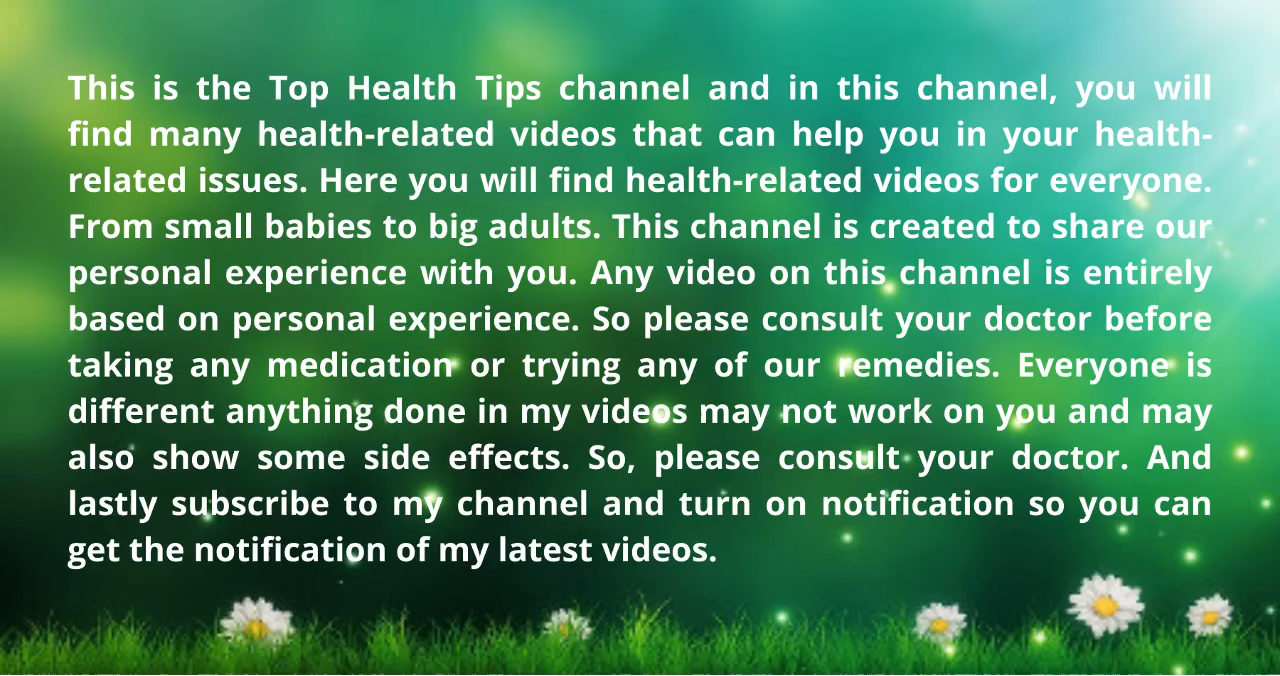 This is the Top Health Tips channel and in this channel, you will
find many health-related videos that can help you in your health-
related issues. Here you will find health-related videos for everyone.
From small babies to big adults. This channel is created to share our
personal experience with you. Any video on this channel is entirely
based on personal experience. So please consult your doctor before
taking any medication or trying any of our remedies. Everyone is
different anything done in my videos may not work on you and may
also show some side effects. So, please consult your doctor. And
lastly subscribe to my channel and turn on notification so you can
get the notification of my latest videos.